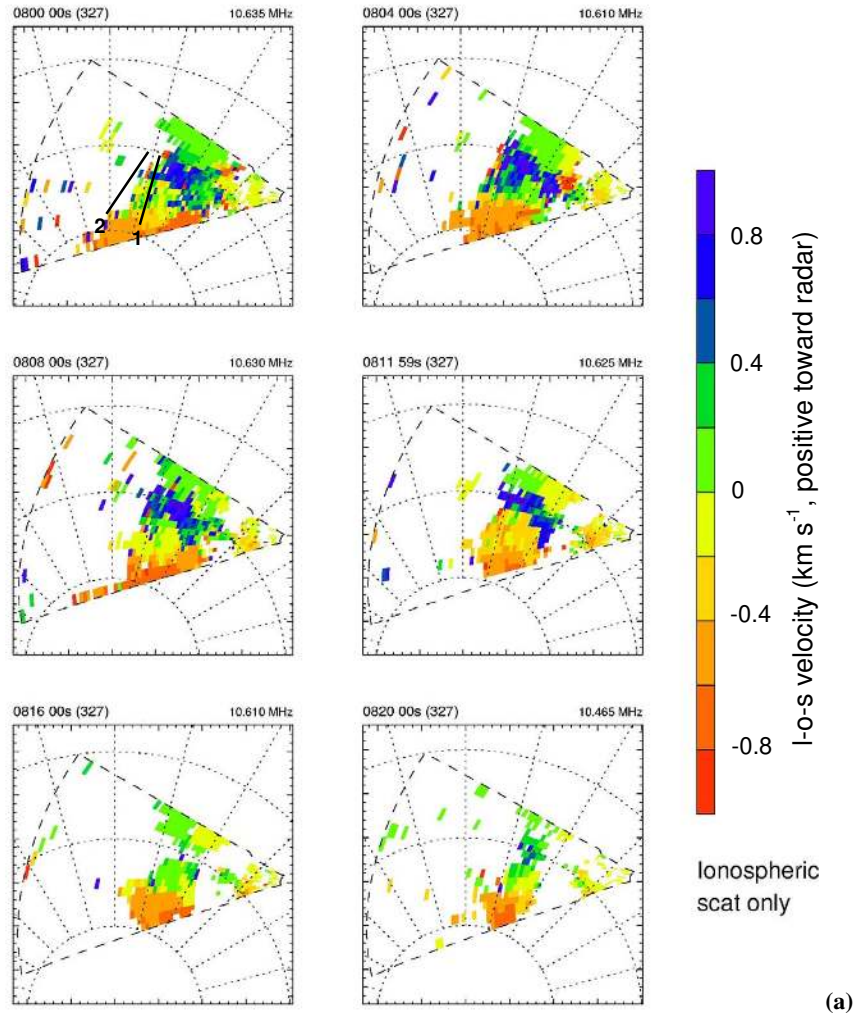 0800 00s (327) 10.635 MHz
0804 00s (327) 10.610 MHz
2
1
0808 00s (327) 10.630 MHz
0811 59s (327) 10.625 MHz
0816 00s (327) 10.610 MHz
0820 00s (327) 10.465 MHz
0.8
0.4
0
-0.4
-0.8
l-o-s velocity (km s⁻¹, positive toward radar)
Ionospheric
scat only
(a)